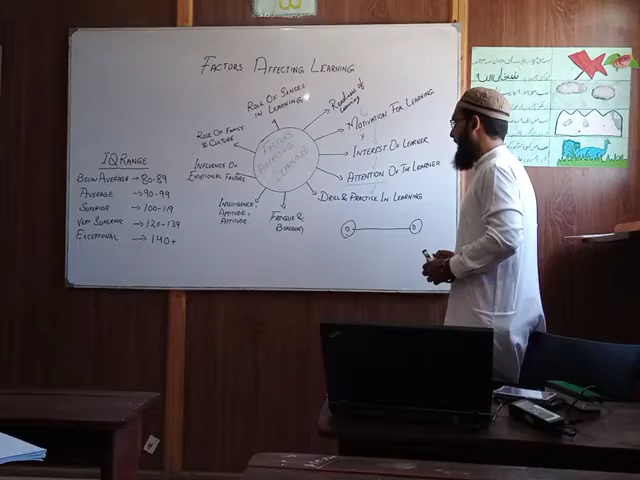 FACTORS AFFECTING LEARNING
ROLE OF SENSES
IN LEARNING
READINESS OF
LEARNING
MOTIVATION FOR LEARNING
INTEREST OF LEARNER
ATTENTION OF THE LEARNER
DRILL & PRACTICE IN LEARNING
FATIGUE &
BOREDOM
INTELLIGENCE,
APTITUDE,
ATTITUDE.
INFLUENCE OF
EMOTIONAL FACTORS
ROLE OF FAMILY
& CULTURE
FACTORS
AFFECTING
LEARNING
IQ RANGE
BELOW AVERAGE → 80-89
AVERAGE → 90-99
SUPERIOR → 100-119
VERY SUPERIOR → 120-139
EXCEPTIONAL → 140+